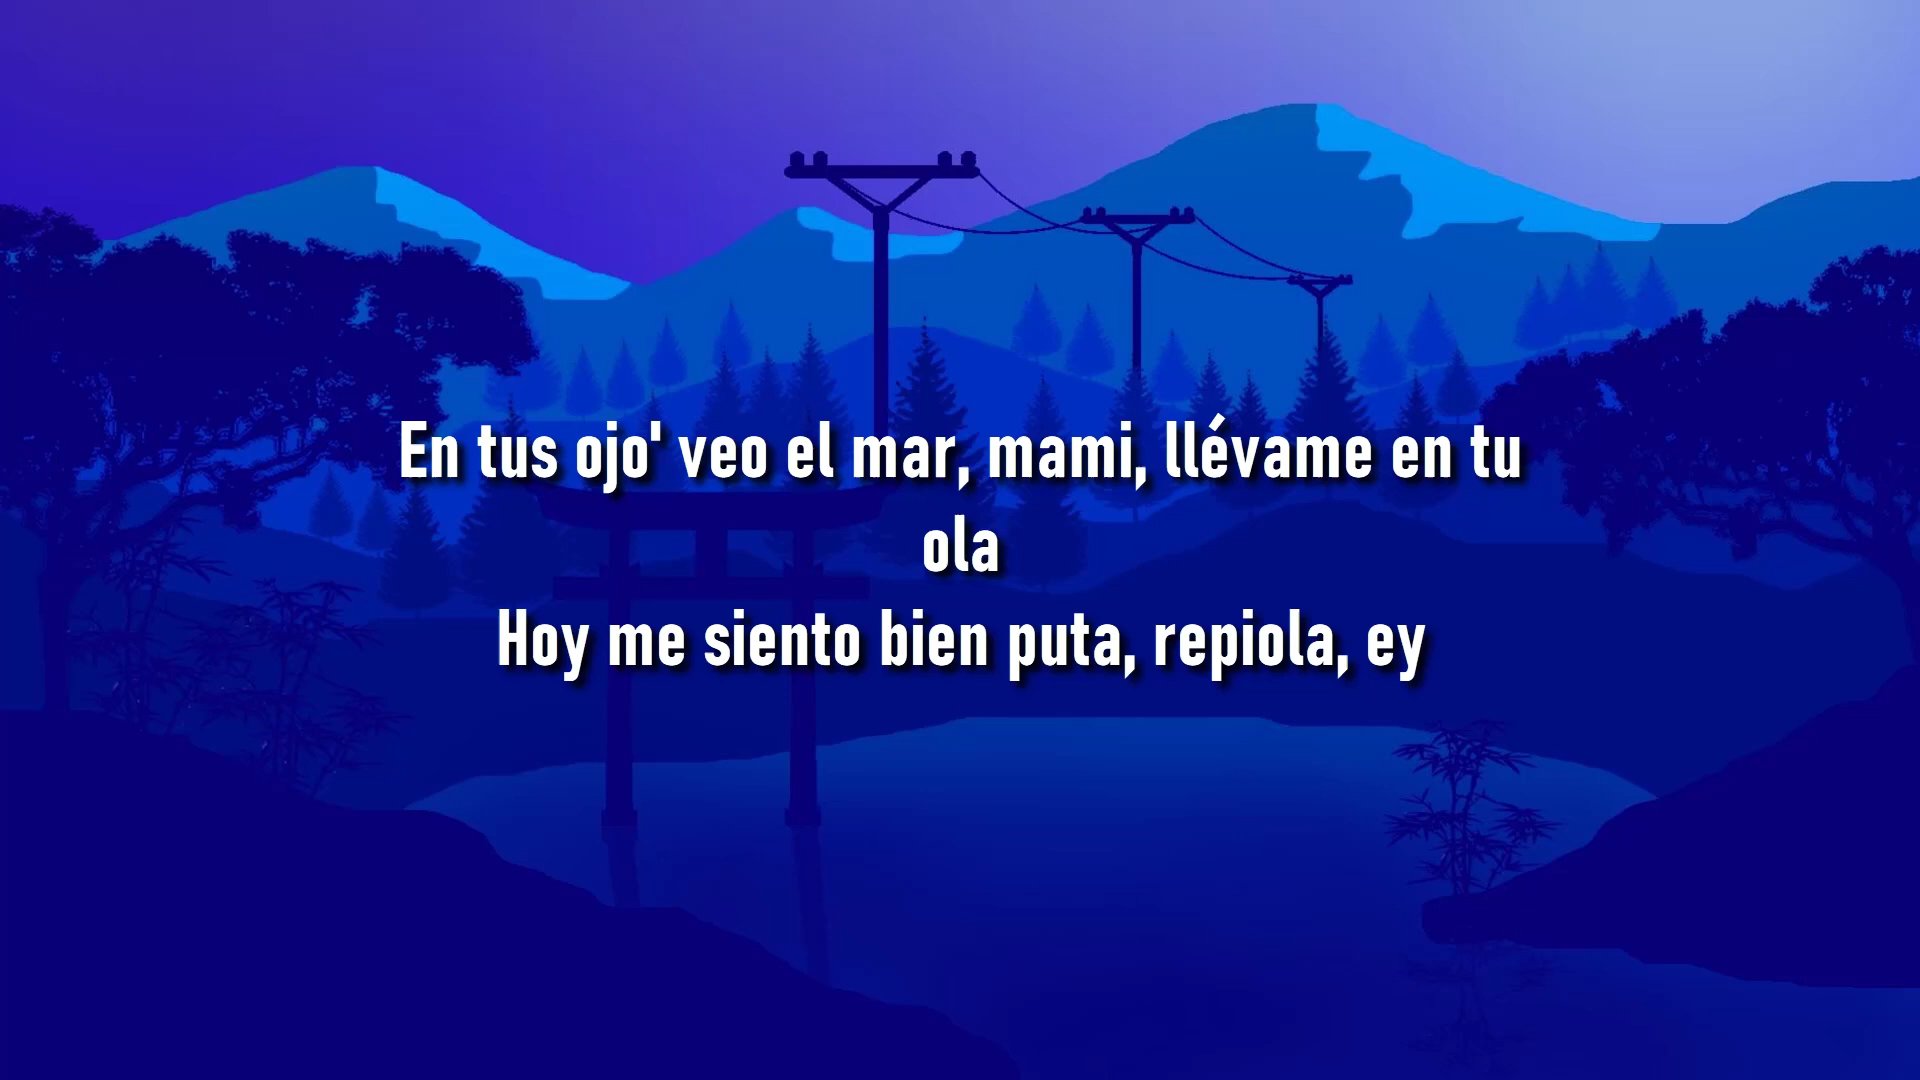 En tus ojo' veo el mar, mami, llévame en tu
ola
Hoy me siento bien puta, repiola, ey